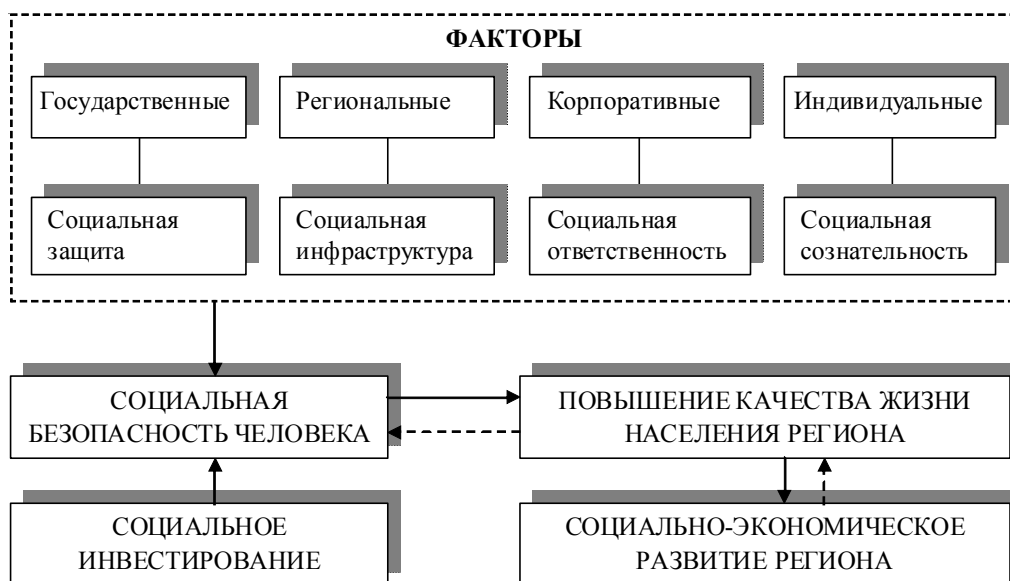 ФАКТОРЫ
Государственные
Региональные
Корпоративные
Индивидуальные
Социальная
защита
Социальная
инфраструктура
Социальная
ответственность
Социальная
сознательность
СОЦИАЛЬНАЯ
БЕЗОПАСНОСТЬ ЧЕЛОВЕКА
ПОВЫШЕНИЕ КАЧЕСТВА ЖИЗНИ
НАСЕЛЕНИЯ РЕГИОНА
СОЦИАЛЬНОЕ
ИНВЕСТИРОВАНИЕ
СОЦИАЛЬНО-ЭКОНОМИЧЕСКОЕ
РАЗВИТИЕ РЕГИОНА